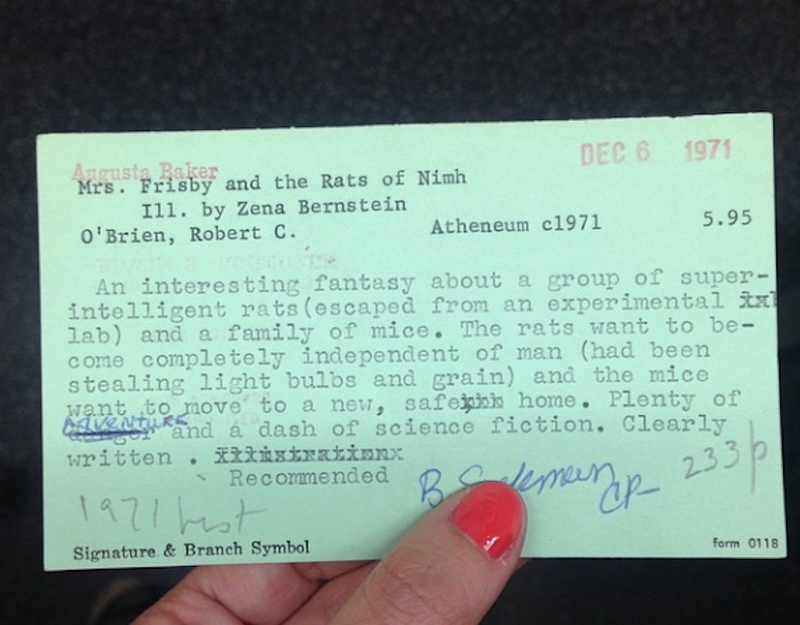 Augusta Baker
DEC 6 1971
Mrs. Frisby and the Rats of Nimh
Ill. by Zena Bernstein
O'Brien, Robert C. Atheneum c1971 5.95
An interesting fantasy about a group of super-
intelligent rats(escaped from an experimental
lab) and a family of mice. The rats want to be-
come completely independent of man (had been
stealing light bulbs and grain) and the mice
want to move to a new, safe home. Plenty of
Adventure
danger and a dash of science fiction. Clearly
written . illustrations
Recommended
B CP-
233p
1971 best
Signature & Branch Symbol
form 0118